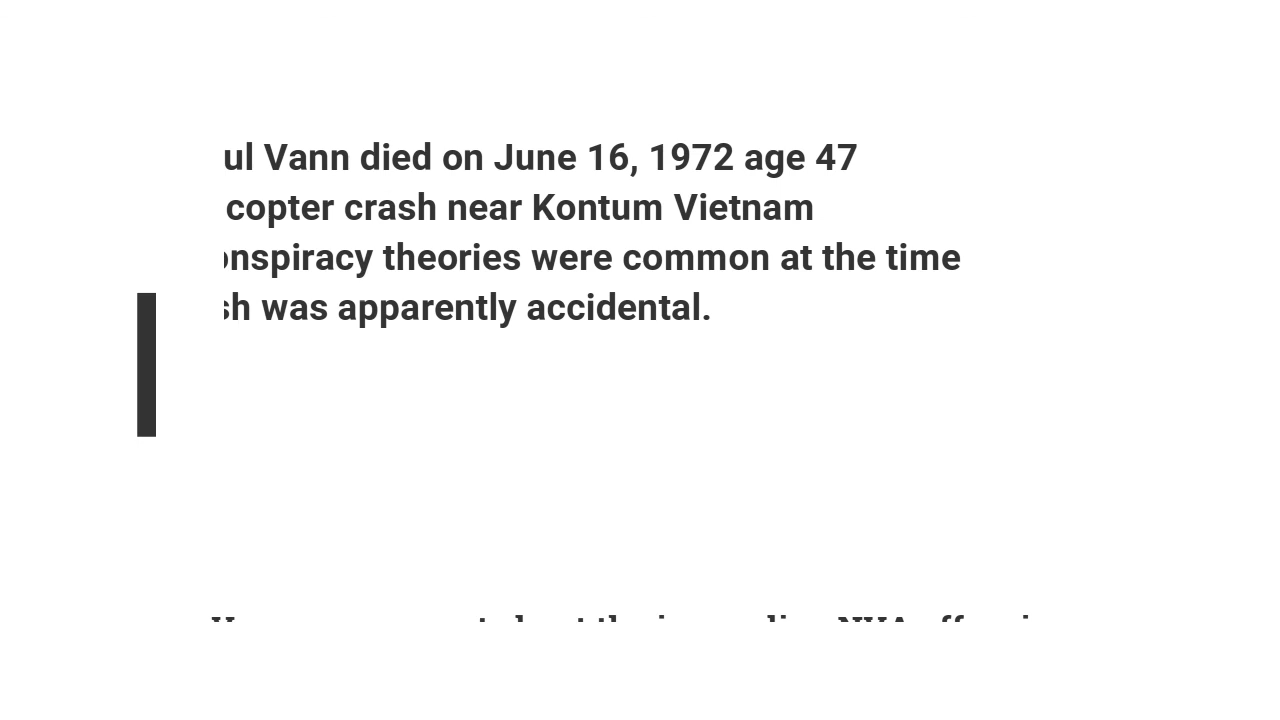 ul Vann died on June 16, 1972 age 47
copter crash near Kontum Vietnam
onspiracy theories were common at the time
sh was apparently accidental.